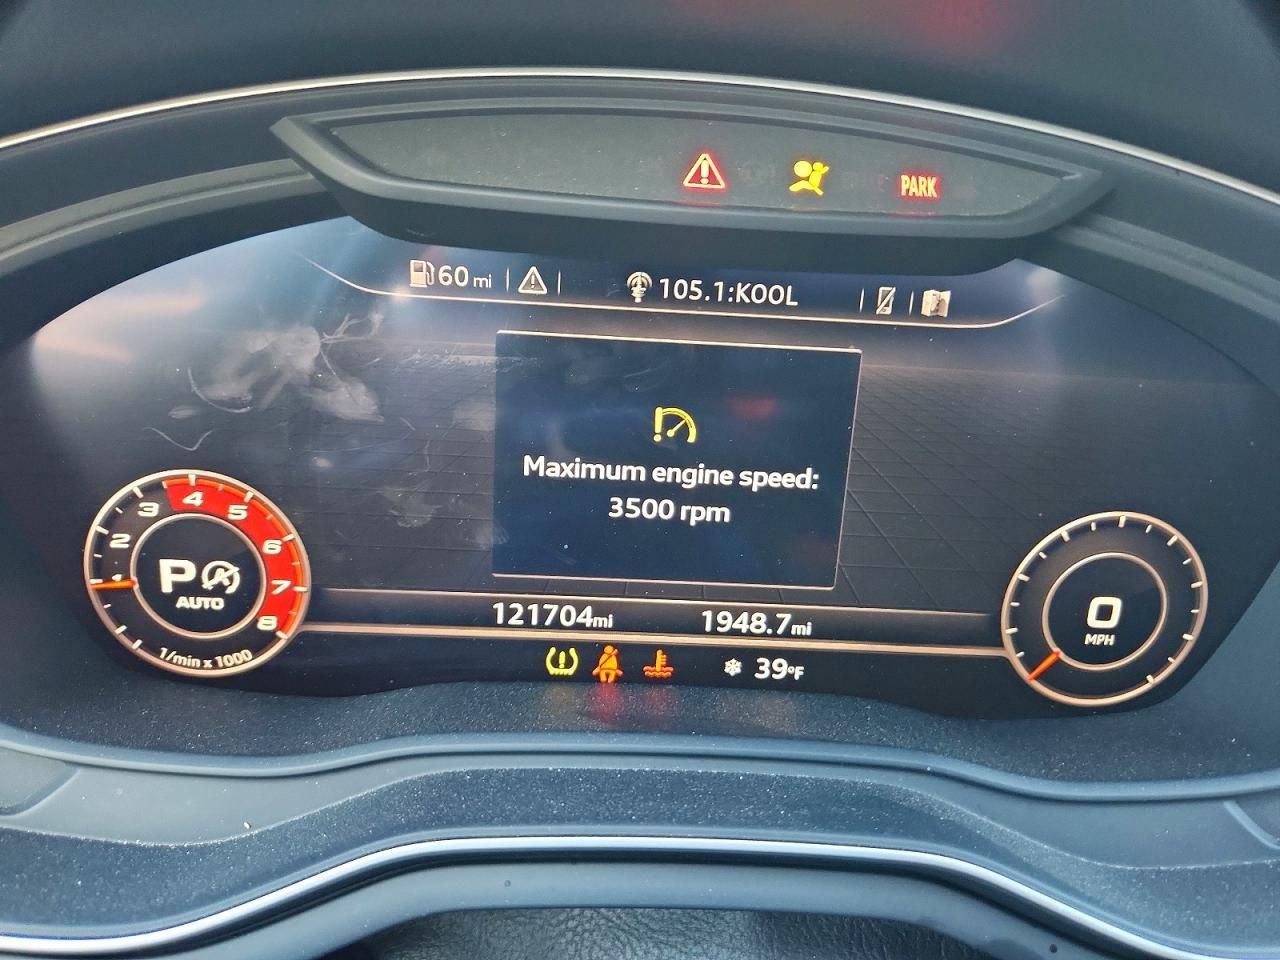 PARK
60 mi
105.1:KOOL
Maximum engine speed:
3500 rpm
1
2
3
4
5
6
7
8
P A
AUTO
1/min x 1000
0
MPH
121704mi
1948.7mi
39°F